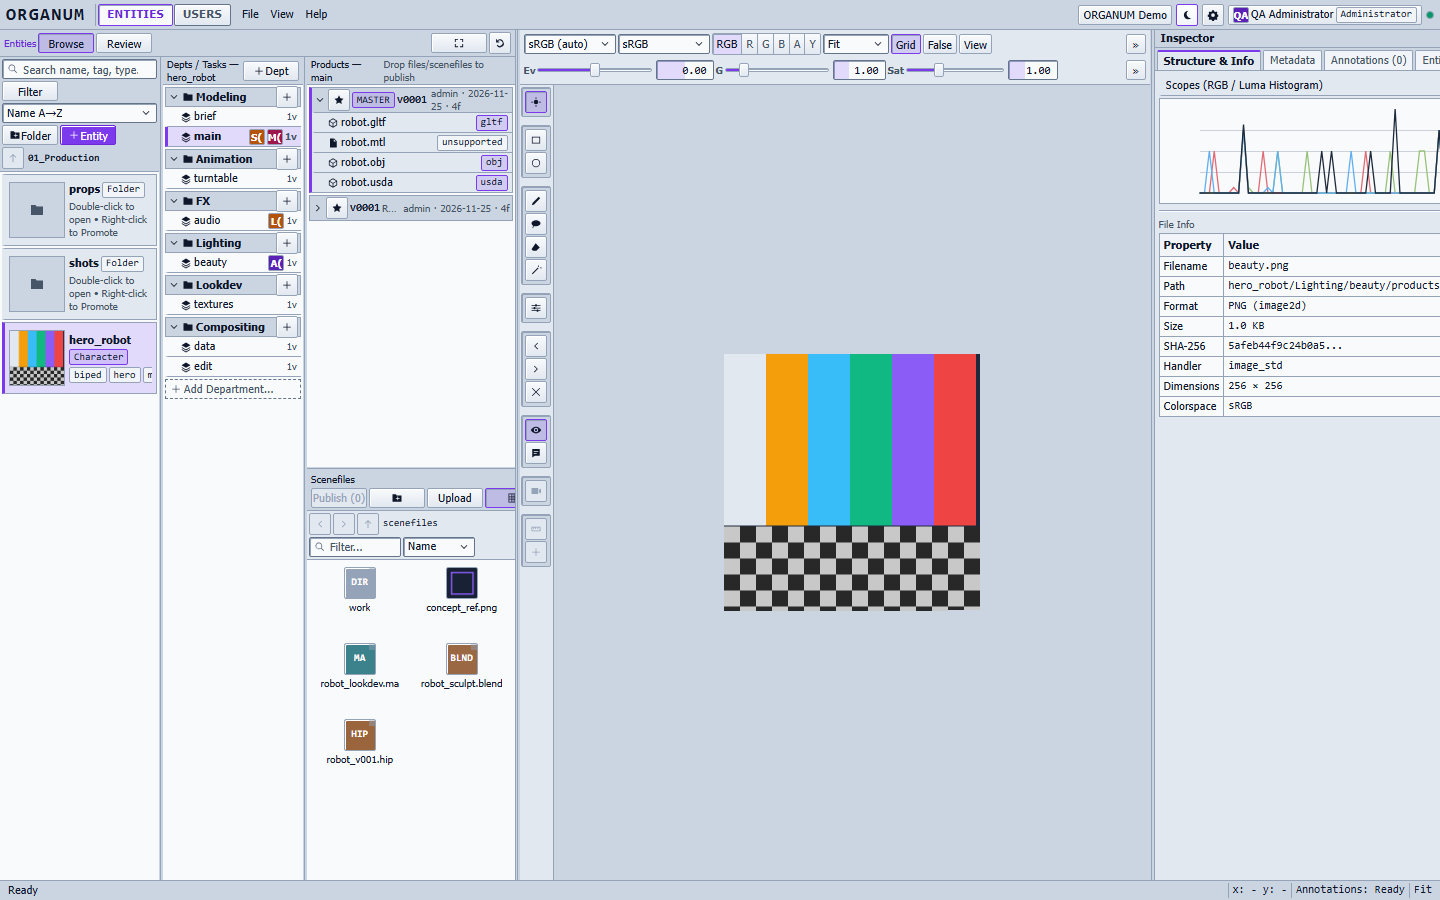 ORGANUM ENTITIES USERS File View Help ORGANUM Demo QA QA Administrator Administrator
Entities Browse Review
Search name, tag, type.
Filter
Name A→Z
Folder +Entity
01_Production
props Folder
Double-click to open • Right-click to Promote
shots Folder
Double-click to open • Right-click to Promote
hero_robot
Character
biped hero
Depts / Tasks — hero_robot
+Dept
Modeling
brief 1v
main S( M( 1v
Animation
turntable 1v
FX
audio L( 1v
Lighting
beauty A( 1v
Lookdev
textures 1v
Compositing
data 1v
edit 1v
+ Add Department...
Products — main
Drop files/scenefiles to publish
MASTER v0001 admin · 2026-11-25 · 4f
robot.gltf gltf
robot.mtl unsupported
robot.obj obj
robot.usda usda
v0001 R... admin · 2026-11-25 · 4f
Scenefiles
Publish (0) Upload
scenefiles
Filter... Name
DIR
work
concept_ref.png
MA
robot_lookdev.ma
BLND
robot_sculpt.blend
HIP
robot_v001.hip
sRGB (auto) sRGB RGB R G B A Y Fit Grid False View »
Ev 0.00 G 1.00 Sat 1.00 »
Inspector
Structure & Info Metadata Annotations (0) Enti
Scopes (RGB / Luma Histogram)
File Info
Property Value
Filename beauty.png
Path hero_robot/Lighting/beauty/products
Format PNG (image2d)
Size 1.0 KB
SHA-256 5afeb44f9c24b0a5...
Handler image_std
Dimensions 256 × 256
Colorspace sRGB
Ready x: - y: - Annotations: Ready Fit